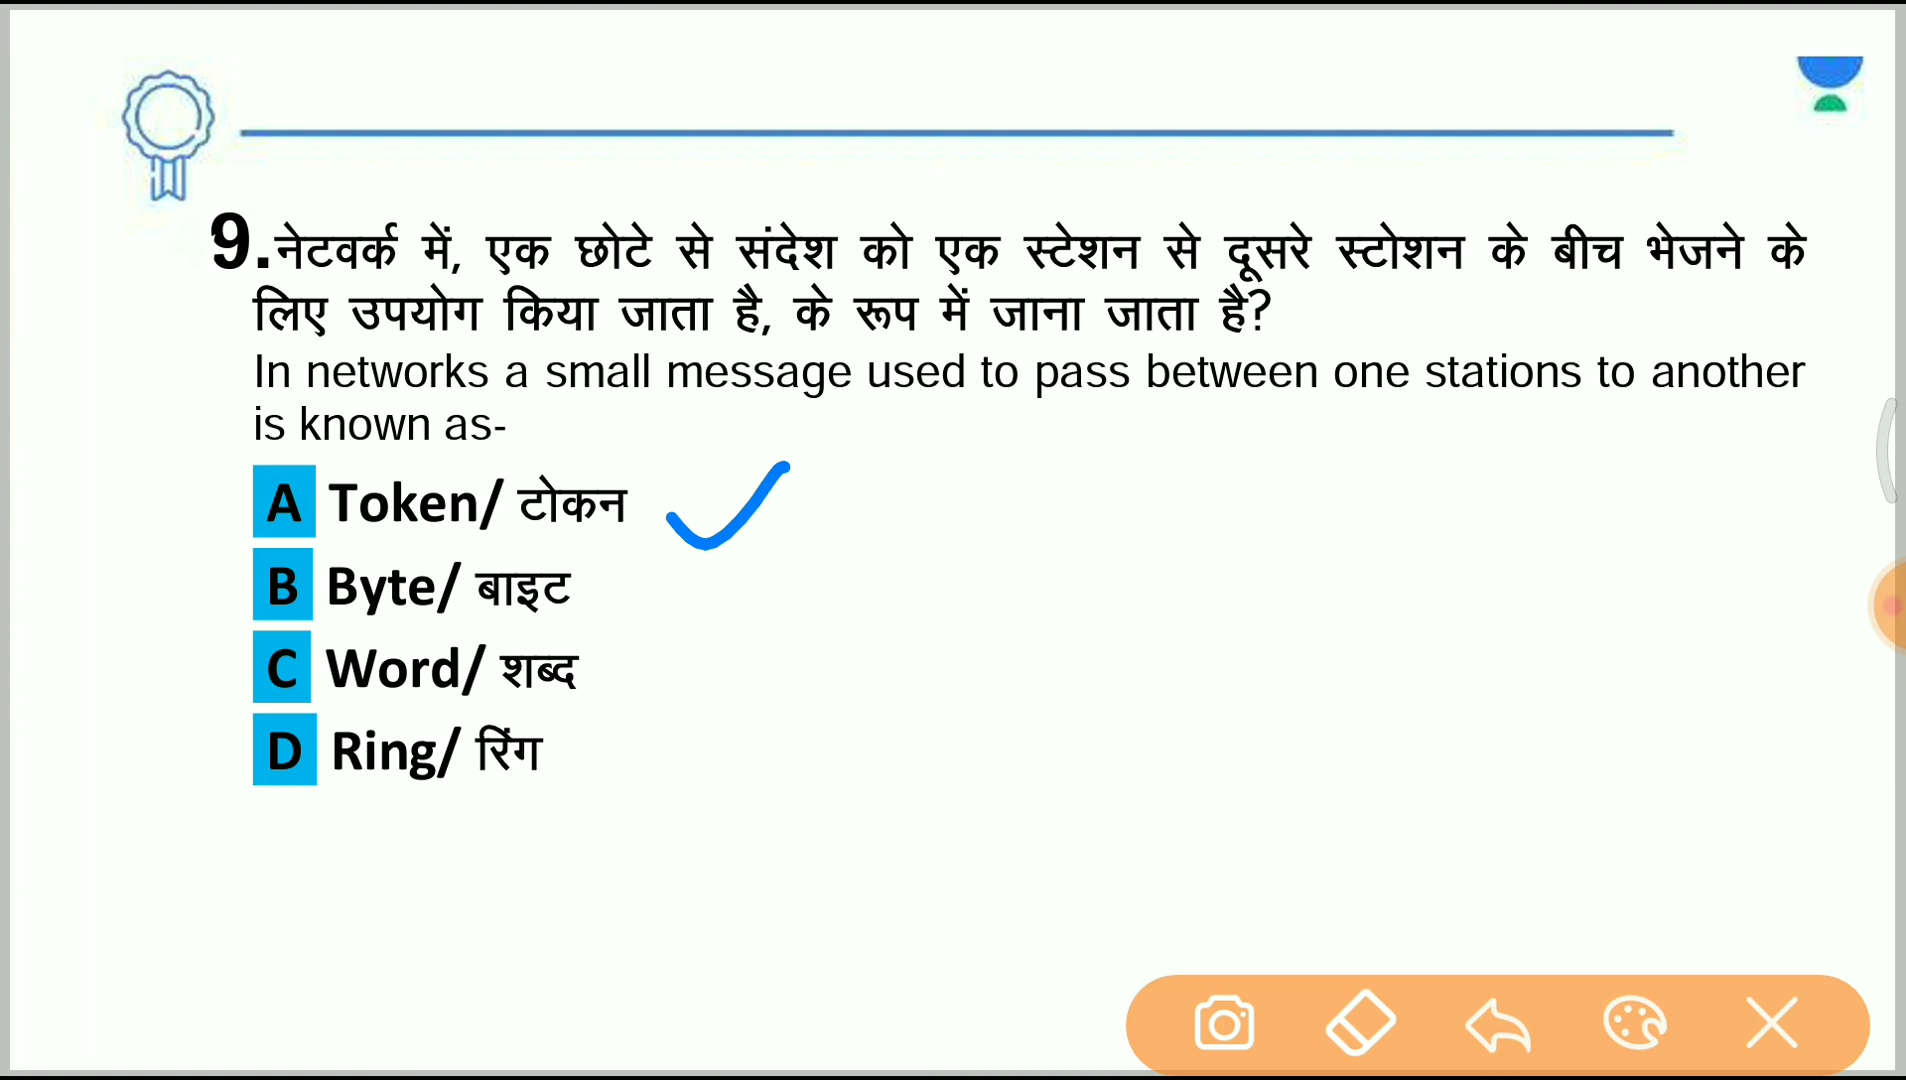 9.नेटवर्क में, एक छोटे से संदेश को एक स्टेशन से दूसरे स्टोशन के बीच भेजने के
लिए उपयोग किया जाता है, के रूप में जाना जाता है?
In networks a small message used to pass between one stations to another
is known as-
A Token/ टोकन
B Byte/ बाइट
C Word/ शब्द
D Ring/ रिंग